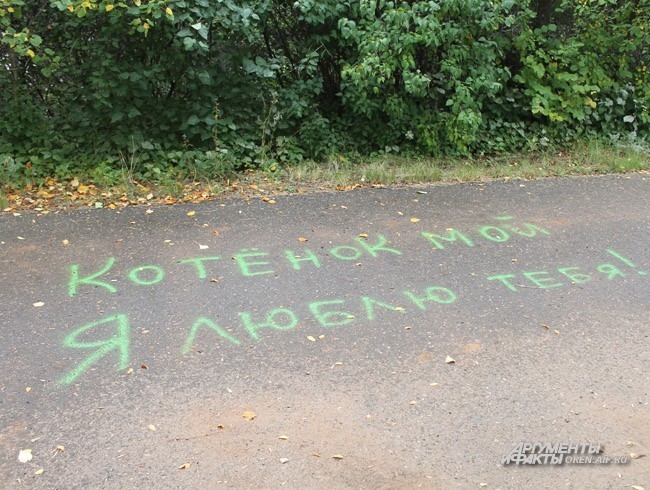 КОТЁНОК МОЙ
Я ЛЮБЛЮ ТЕБЯ!
АРГУМЕНТЫ
И ФАКТЫ OREN.AIF.RU